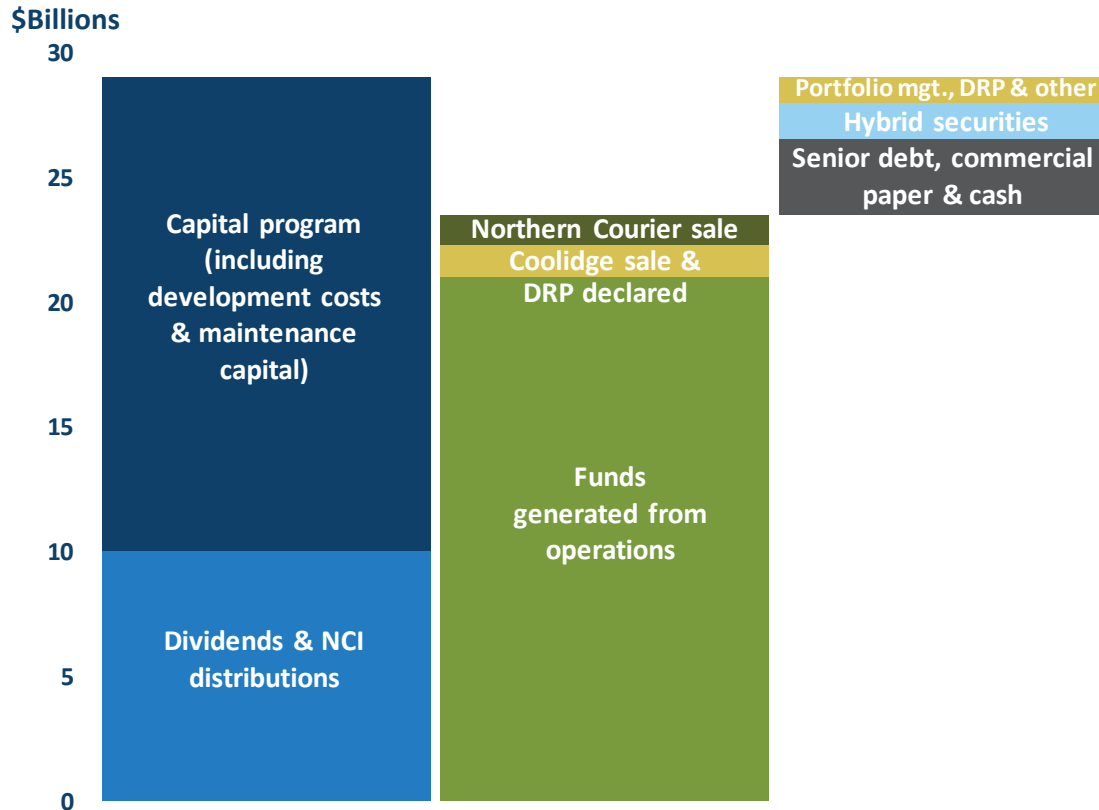 $Billions
30
25
20
15
10
5
0
Capital program
(including
development costs
& maintenance
capital)
Dividends & NCI
distributions
Northern Courier sale
Coolidge sale &
DRP declared
Funds
generated from
operations
Portfolio mgt., DRP & other
Hybrid securities
Senior debt, commercial
paper & cash